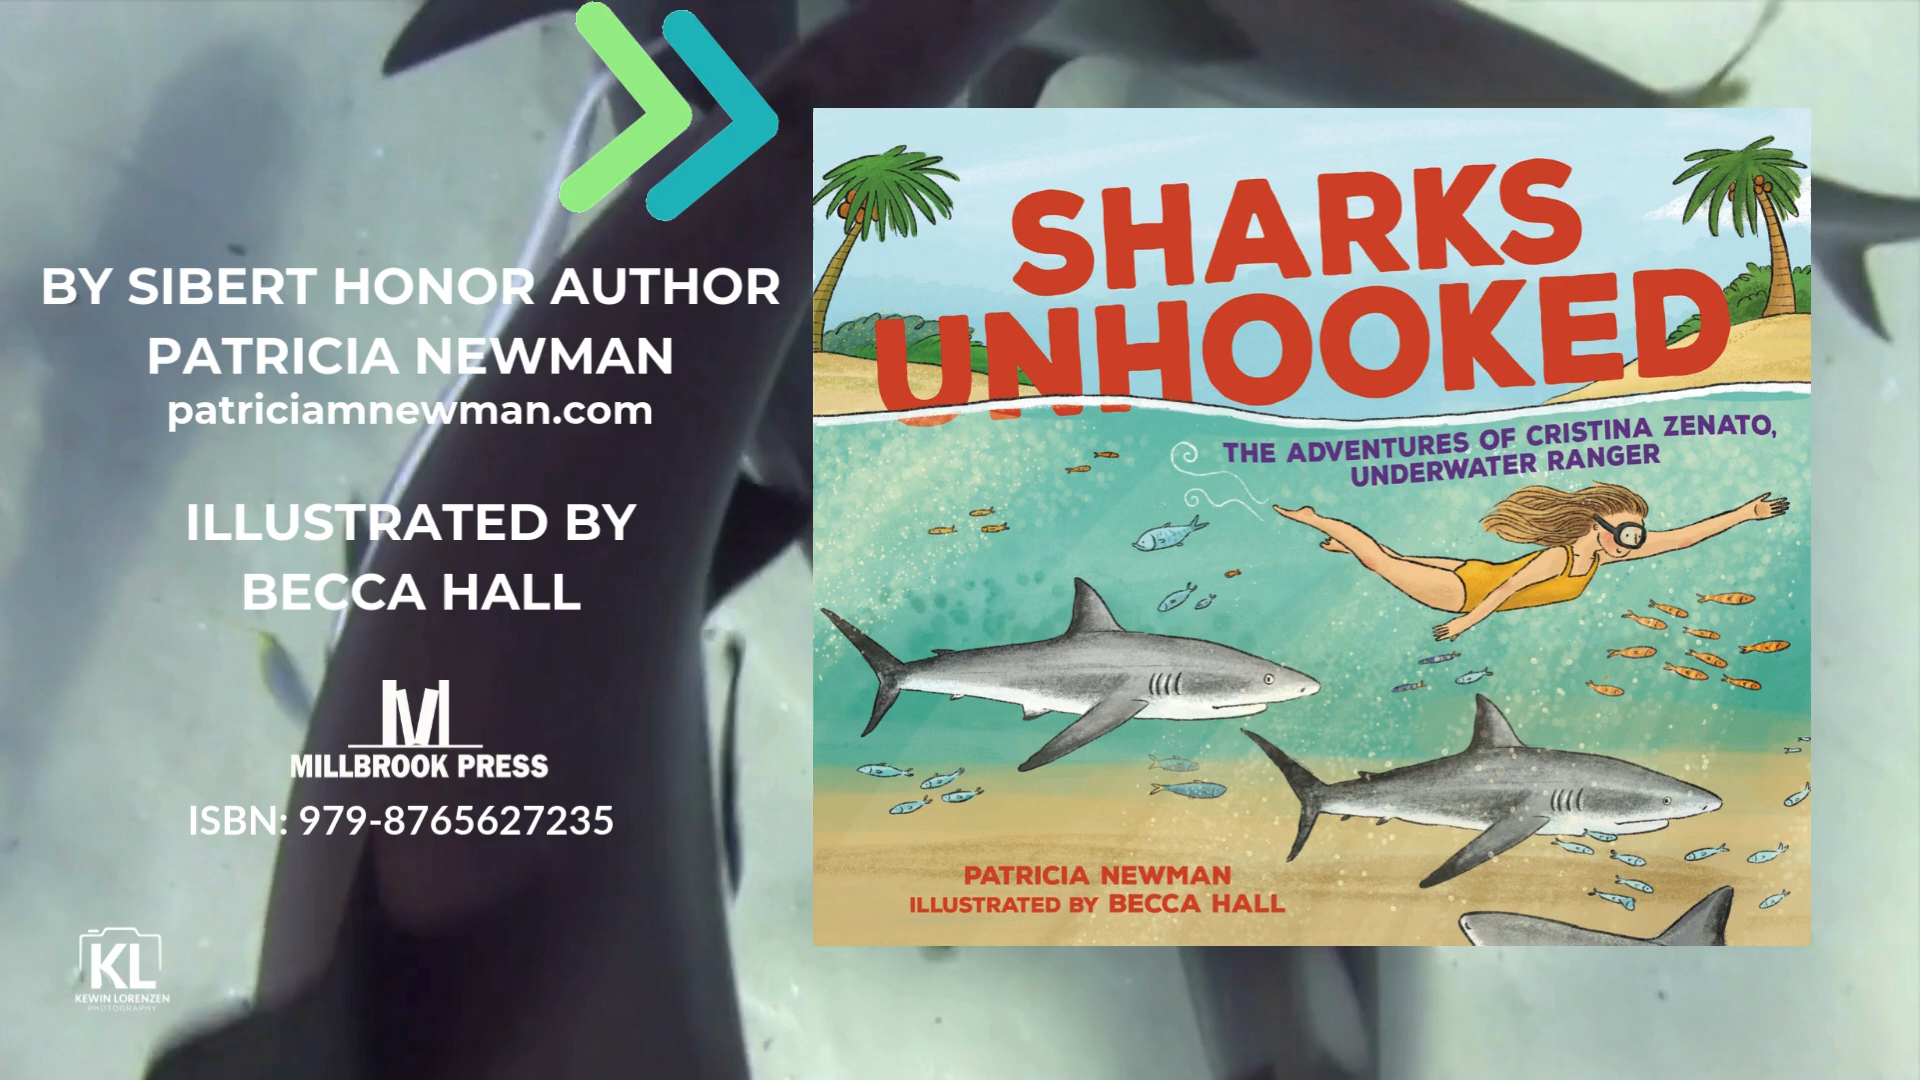 BY SIBERT HONOR AUTHOR
PATRICIA NEWMAN
patriciamnewman.com
ILLUSTRATED BY
BECCA HALL
MILLBROOK PRESS
ISBN: 979-8765627235
KL
KEWIN LORENZEN
PHOTOGRAPHY
SHARKS
UNHOOKED
THE ADVENTURES OF CRISTINA ZENATO,
UNDERWATER RANGER
PATRICIA NEWMAN
ILLUSTRATED BY BECCA HALL